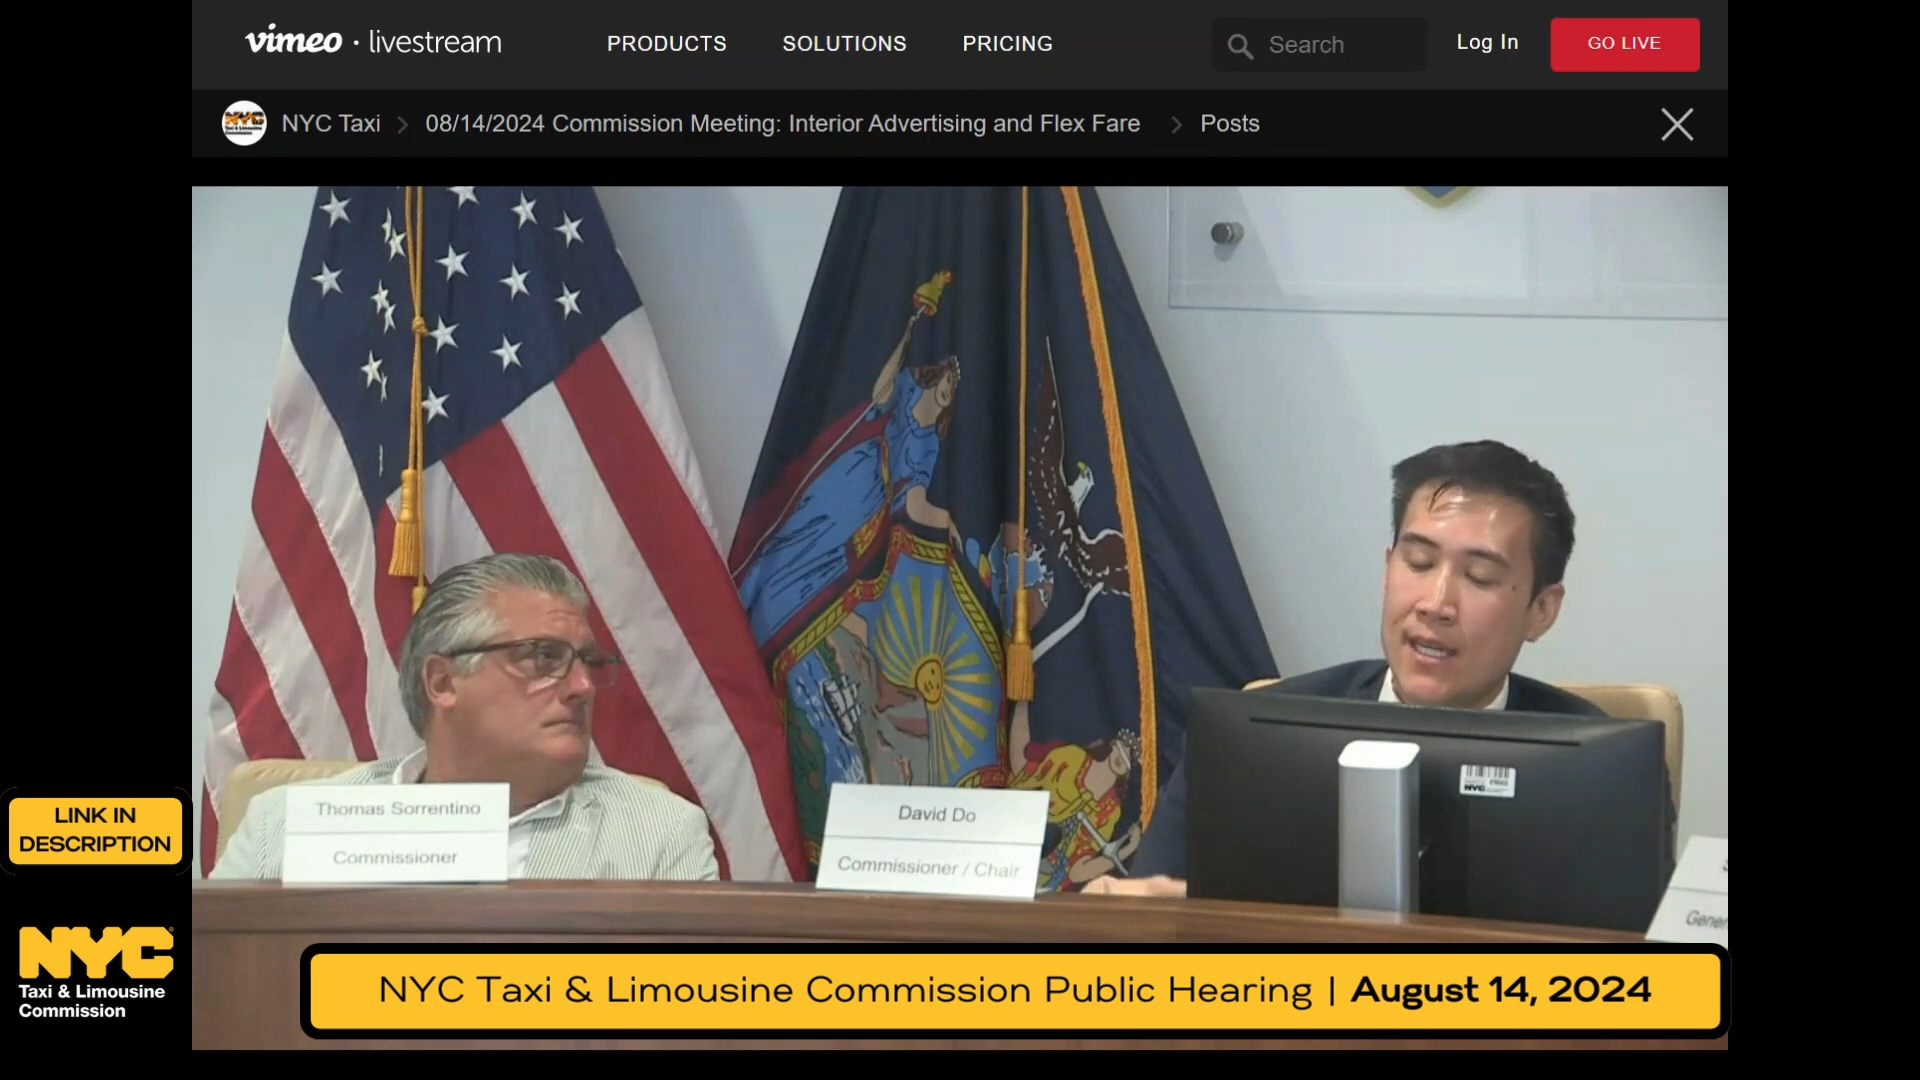 vimeo · livestream
PRODUCTS
SOLUTIONS
PRICING
Search
Log In
GO LIVE
NYC Taxi
08/14/2024 Commission Meeting: Interior Advertising and Flex Fare
Posts
Thomas Sorrentino
Commissioner
David Do
Commissioner / Chair
NYC
LINK IN
DESCRIPTION
NYC
Taxi & Limousine
Commission
NYC Taxi & Limousine Commission Public Hearing | August 14, 2024